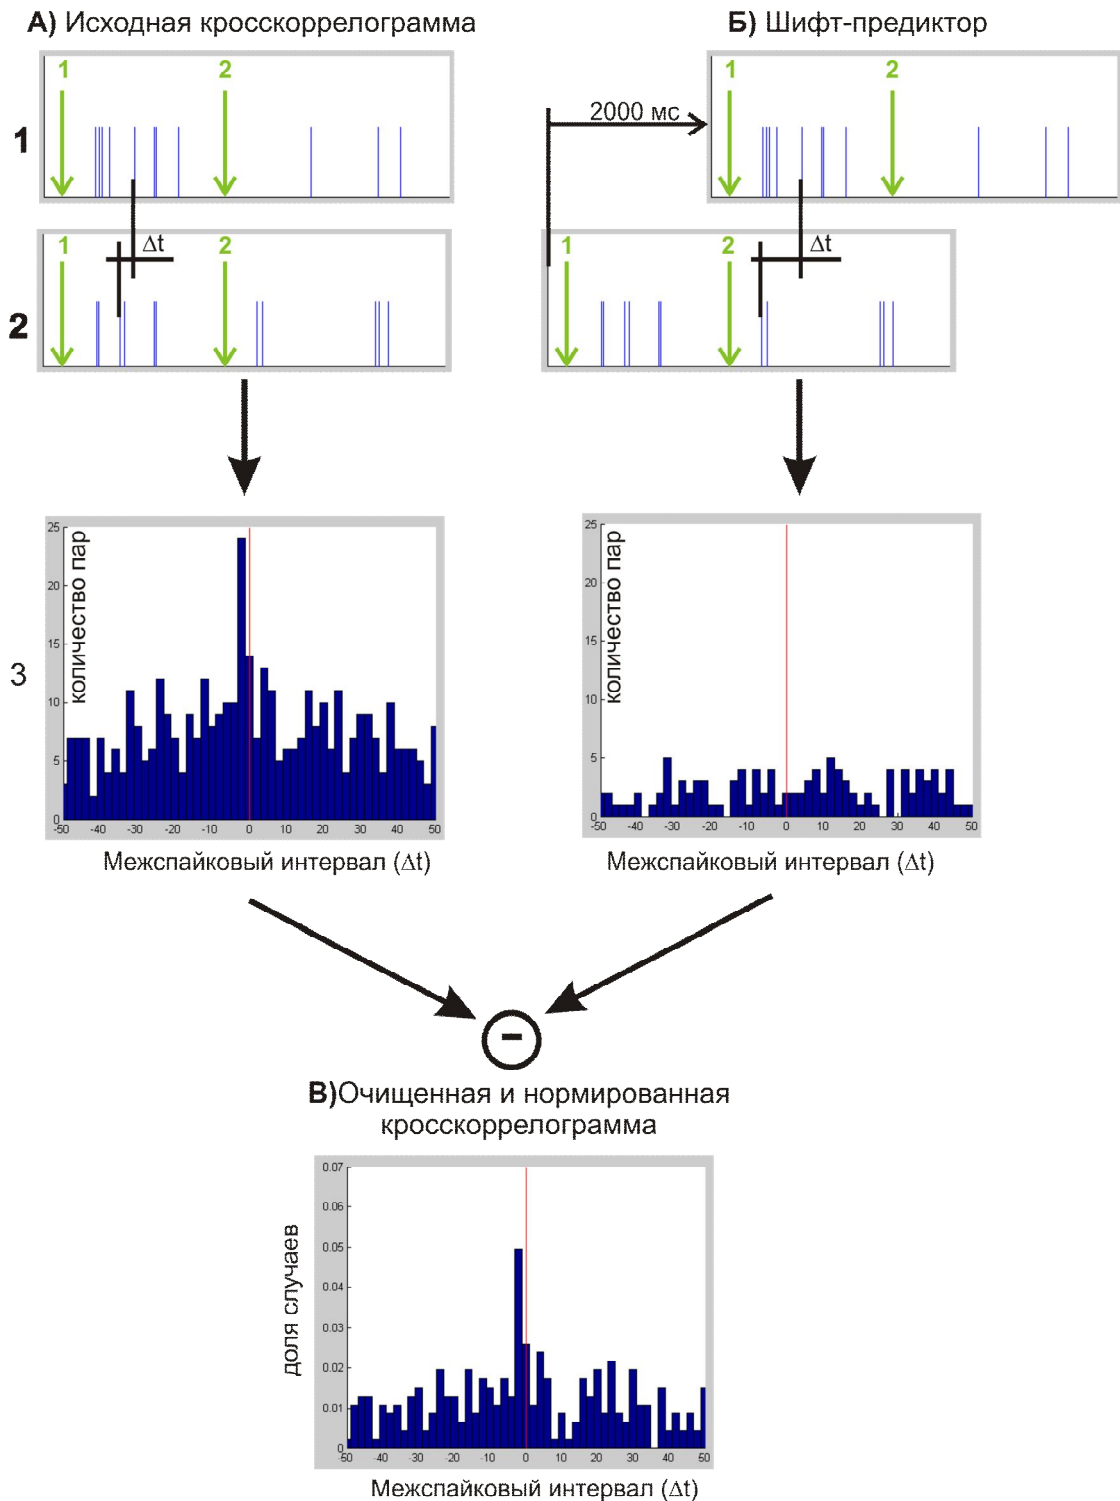 А) Исходная кросскоррелограмма
Б) Шифт-предиктор
1
1
2
2000 мс
1
2
2
1
Δt
2
1
2
Δt
3
количество пар
25
20
15
10
5
0
-50 -40 -30 -20 -10 0 10 20 30 40 50
Межспайковый интервал (Δt)
количество пар
25
20
15
10
5
0
-50 -40 -30 -20 -10 0 10 20 30 40 50
Межспайковый интервал (Δt)
-
В)Очищенная и нормированная
кросскоррелограмма
доля случаев
0.07
0.06
0.05
0.04
0.03
0.02
0.01
0
-50 -40 -30 -20 -10 0 10 20 30 40 50
Межспайковый интервал (Δt)